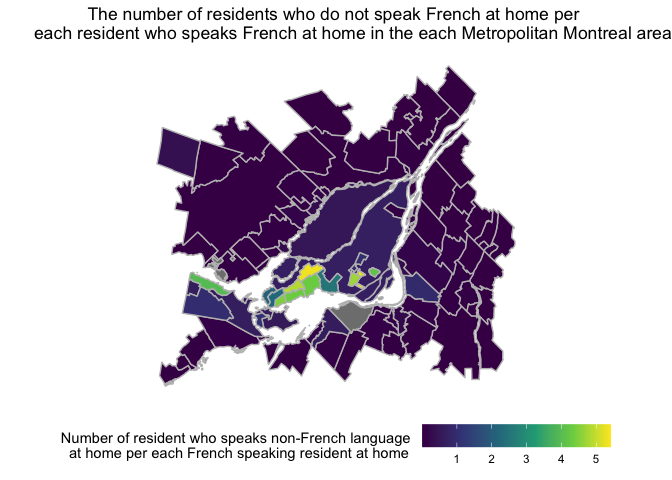 The number of residents who do not speak French at home per
each resident who speaks French at home in the each Metropolitan Montreal area
Number of resident who speaks non-French language
at home per each French speaking resident at home
1 2 3 4 5